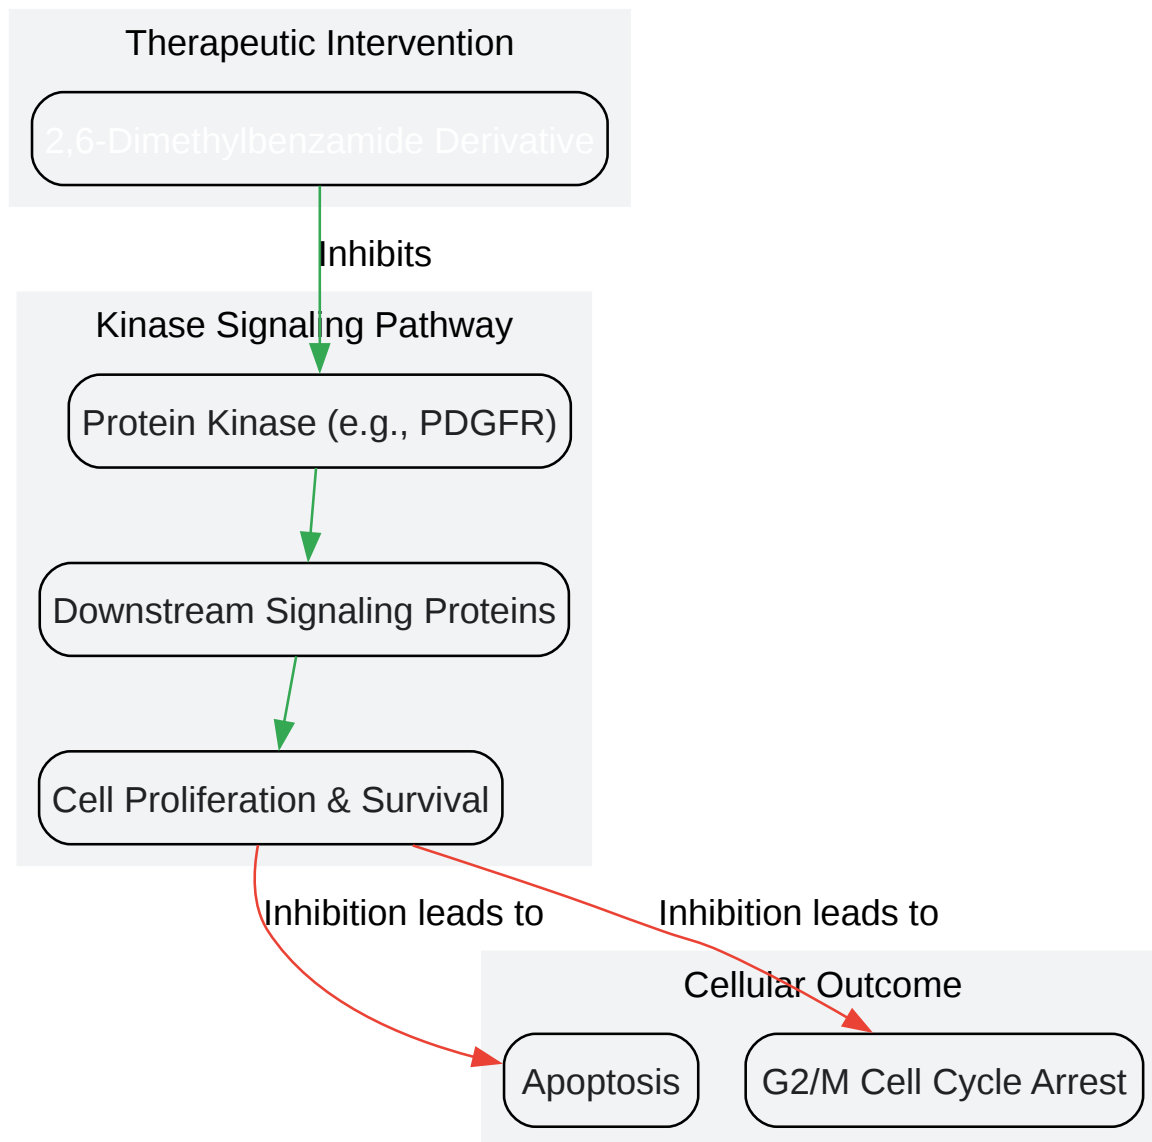 Therapeutic Intervention
2,6-Dimethylbenzamide Derivative
Inhibits
Kinase Signaling Pathway
Protein Kinase (e.g., PDGFR)
Downstream Signaling Proteins
Cell Proliferation & Survival
Inhibition leads to
Inhibition leads to
Cellular Outcome
Apoptosis
G2/M Cell Cycle Arrest